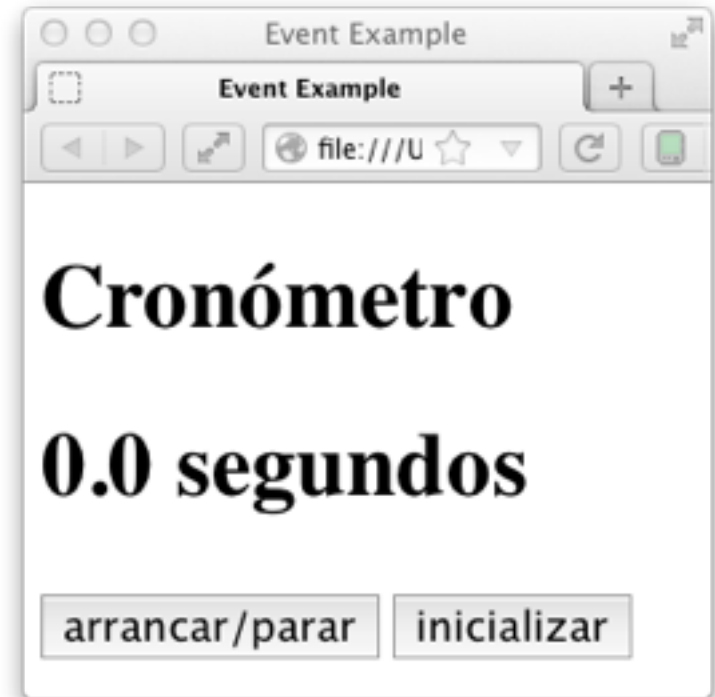 Event Example
Event Example
file:///U
Cronómetro
0.0 segundos
arrancar/parar inicializar